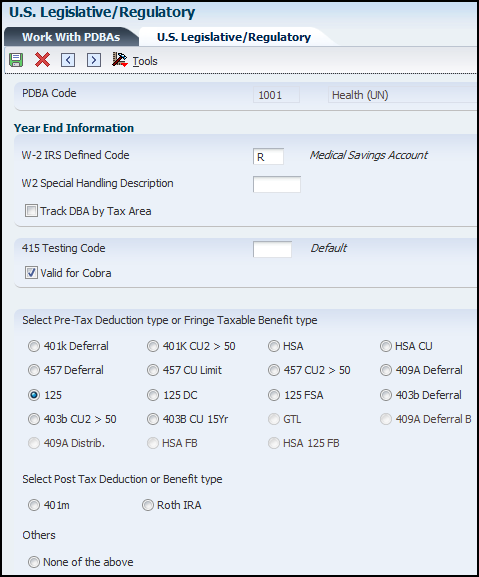 U.S. Legislative/Regulatory
Work With PDBAs U.S. Legislative/Regulatory
Tools
PDBA Code 1001 Health (UN)
Year End Information
W-2 IRS Defined Code R Medical Savings Account
W2 Special Handling Description
Track DBA by Tax Area
415 Testing Code Default
Valid for Cobra
Select Pre-Tax Deduction type or Fringe Taxable Benefit type
401k Deferral 401K CU2 > 50 HSA HSA CU
457 Deferral 457 CU Limit 457 CU2 > 50 409A Deferral
125 125 DC 125 FSA 403b Deferral
403b CU2 > 50 403B CU 15Yr GTL 409A Deferral B
409A Distrib. HSA FB HSA 125 FB
Select Post Tax Deduction or Benefit type
401m Roth IRA
Others
None of the above